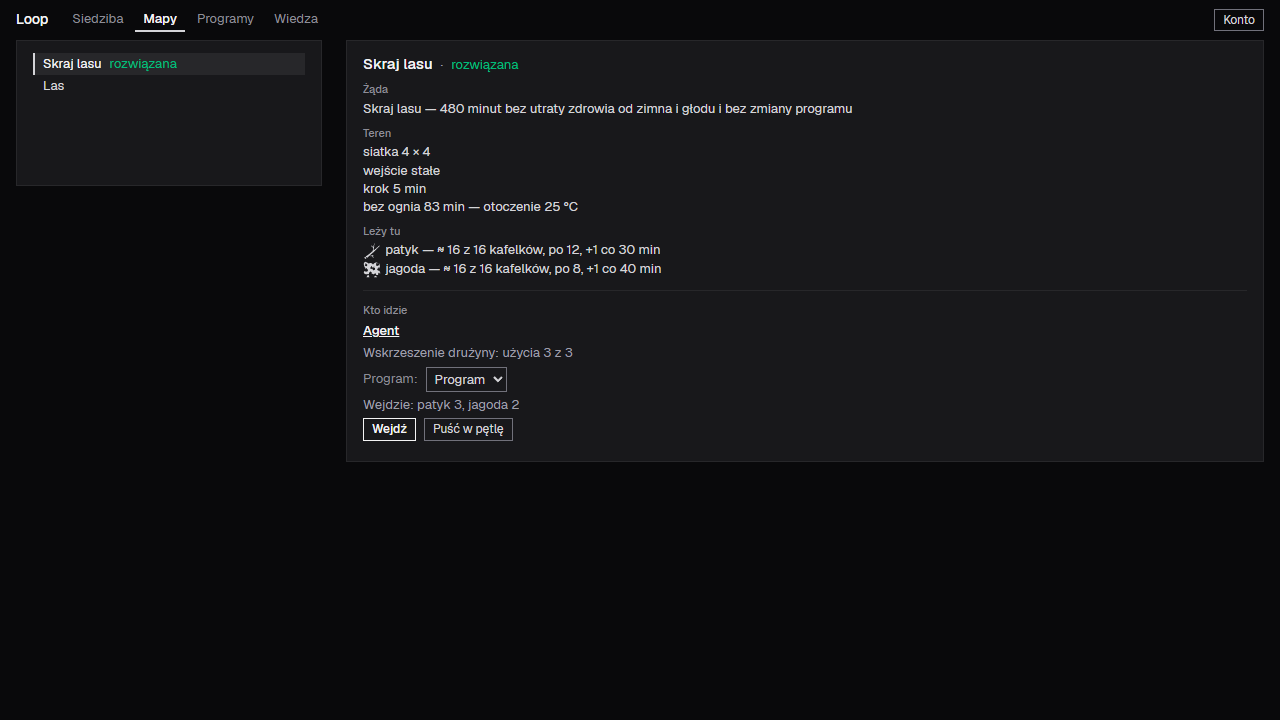 Loop Siedziba Mapy Programy Wiedza Konto
Skraj lasu rozwiązana
Las
Skraj lasu · rozwiązana
Żąda
Skraj lasu — 480 minut bez utraty zdrowia od zimna i głodu i bez zmiany programu
Teren
siatka 4 × 4
wejście stałe
krok 5 min
bez ognia 83 min — otoczenie 25 °C
Leży tu
patyk — ≈ 16 z 16 kafelków, po 12, +1 co 30 min
jagoda — ≈ 16 z 16 kafelków, po 8, +1 co 40 min
Kto idzie
Agent
Wskrzeszenie drużyny: użycia 3 z 3
Program: Program
Wejdzie: patyk 3, jagoda 2
Wejdź Puść w pętlę